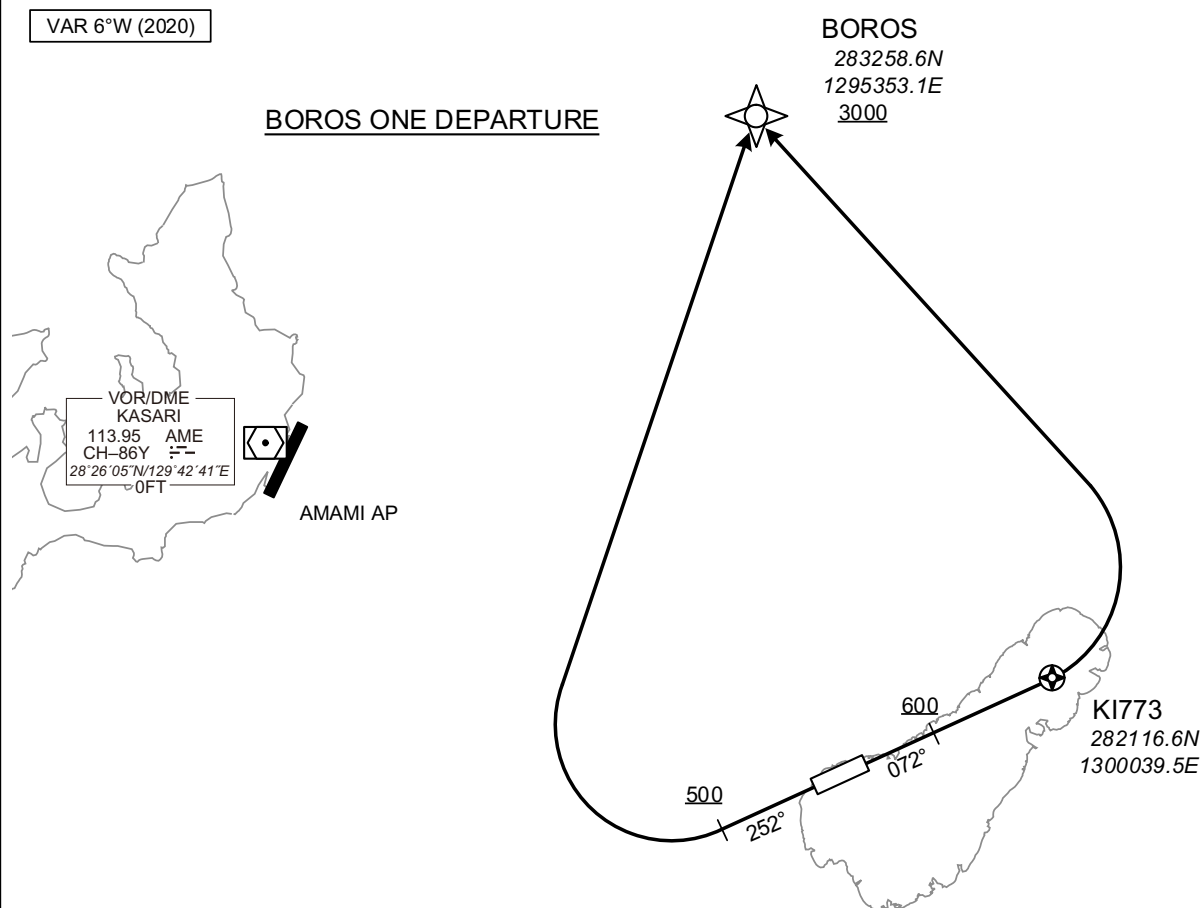 VAR 6°W (2020)
BOROS
283258.6N
1295353.1E
3000
BOROS ONE DEPARTURE
VOR/DME
KASARI
113.95 AME
CH–86Y
28°26′05″N/129°42′41″E
0FT
AMAMI AP
600
072°
KI773
282116.6N
1300039.5E
500
252°